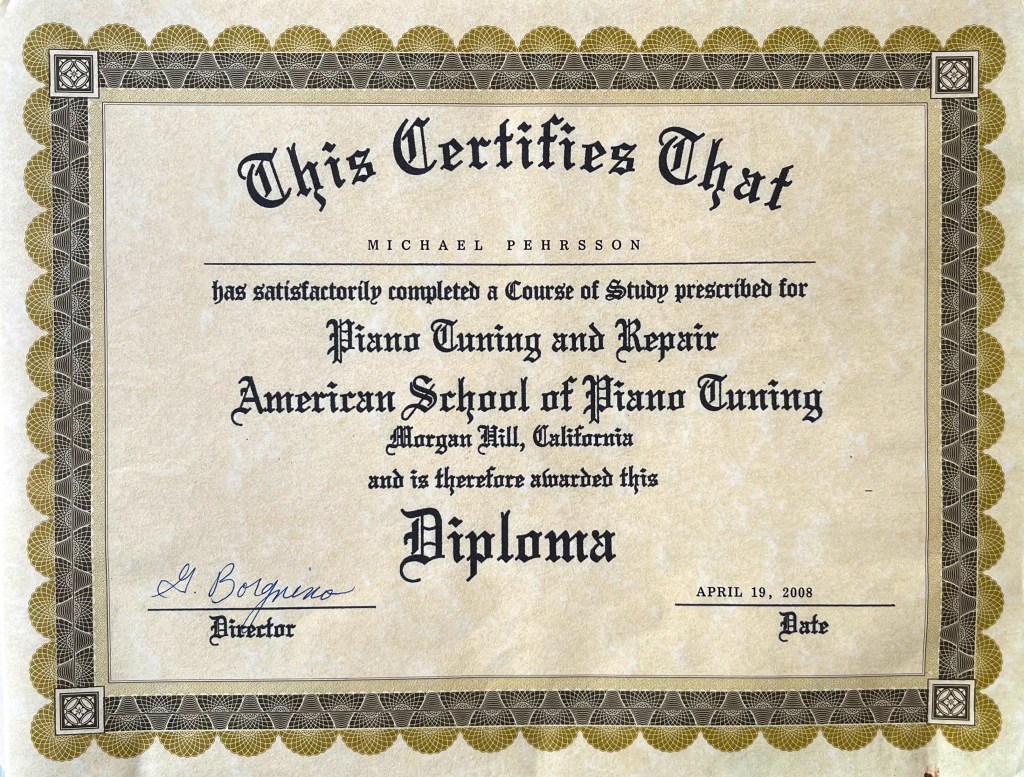 This Certifies That
MICHAEL PEHRSSON
has satisfactorily completed a Course of Study prescribed for
Piano Tuning and Repair
American School of Piano Tuning
Morgan Hill, California
and is therefore awarded this
Diploma
G. Borgnino
Director
APRIL 19, 2008
Date